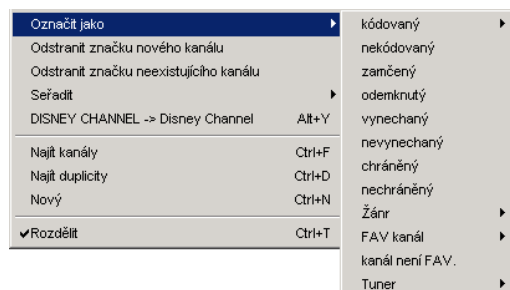 Označit jako
Odstranit značku nového kanálu
Odstranit značku neexistujícího kanálu
Seřadit
DISNEY CHANNEL -> Disney Channel Alt+Y
Najít kanály Ctrl+F
Najít duplicity Ctrl+D
Nový Ctrl+N
Rozdělit Ctrl+T
kódovaný
nekódovaný
zamčený
odemknutý
vynechaný
nevynechaný
chráněný
nechráněný
Žánr
FAV kanál
kanál není FAV.
Tuner